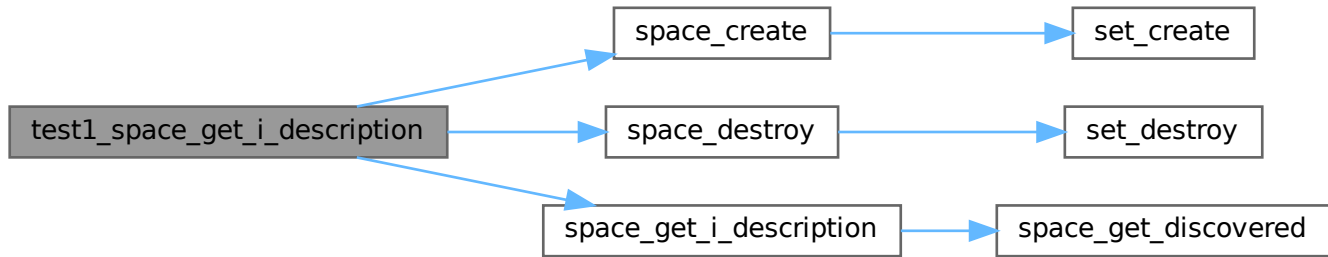 space_create
set_create
test1_space_get_i_description
space_destroy
set_destroy
space_get_i_description
space_get_discovered